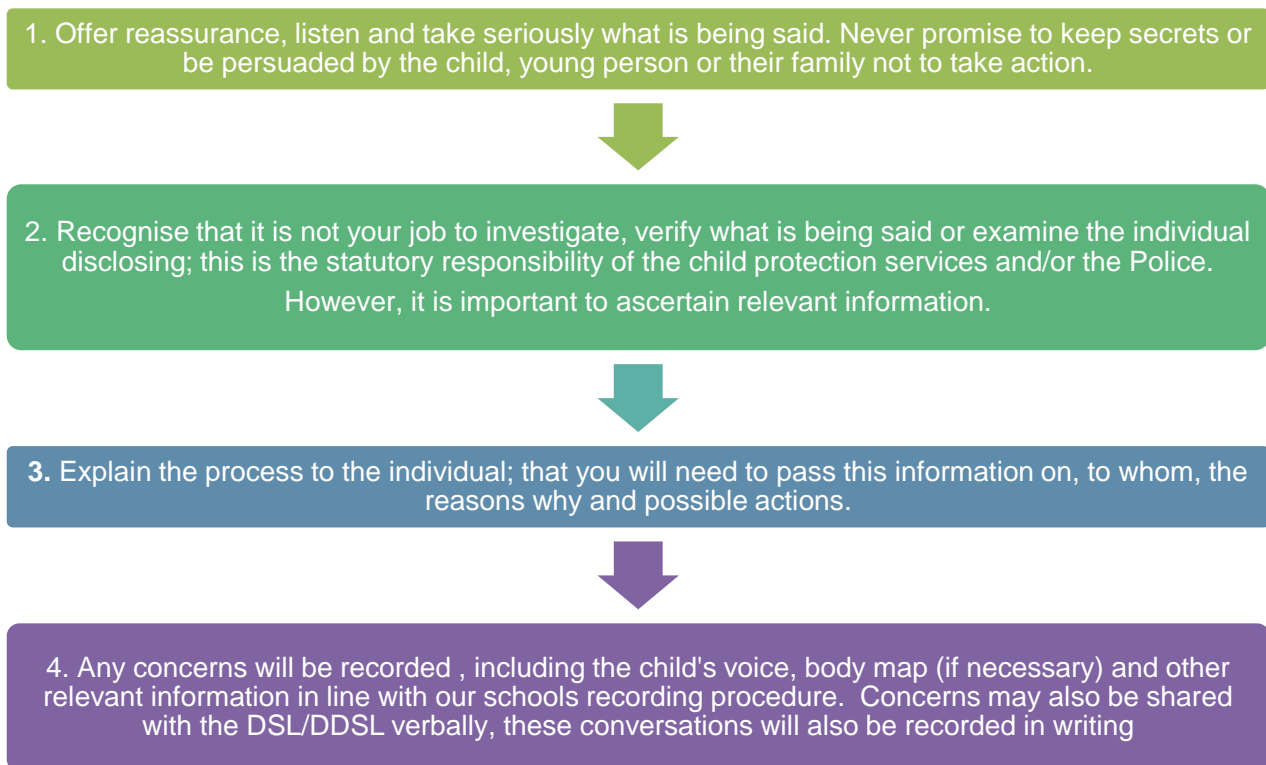 1. Offer reassurance, listen and take seriously what is being said. Never promise to keep secrets or
be persuaded by the child, young person or their family not to take action.
2. Recognise that it is not your job to investigate, verify what is being said or examine the individual
disclosing; this is the statutory responsibility of the child protection services and/or the Police.
However, it is important to ascertain relevant information.
3. Explain the process to the individual; that you will need to pass this information on, to whom, the
reasons why and possible actions.
4. Any concerns will be recorded , including the child's voice, body map (if necessary) and other
relevant information in line with our schools recording procedure.  Concerns may also be shared
with the DSL/DDSL verbally, these conversations will also be recorded in writing